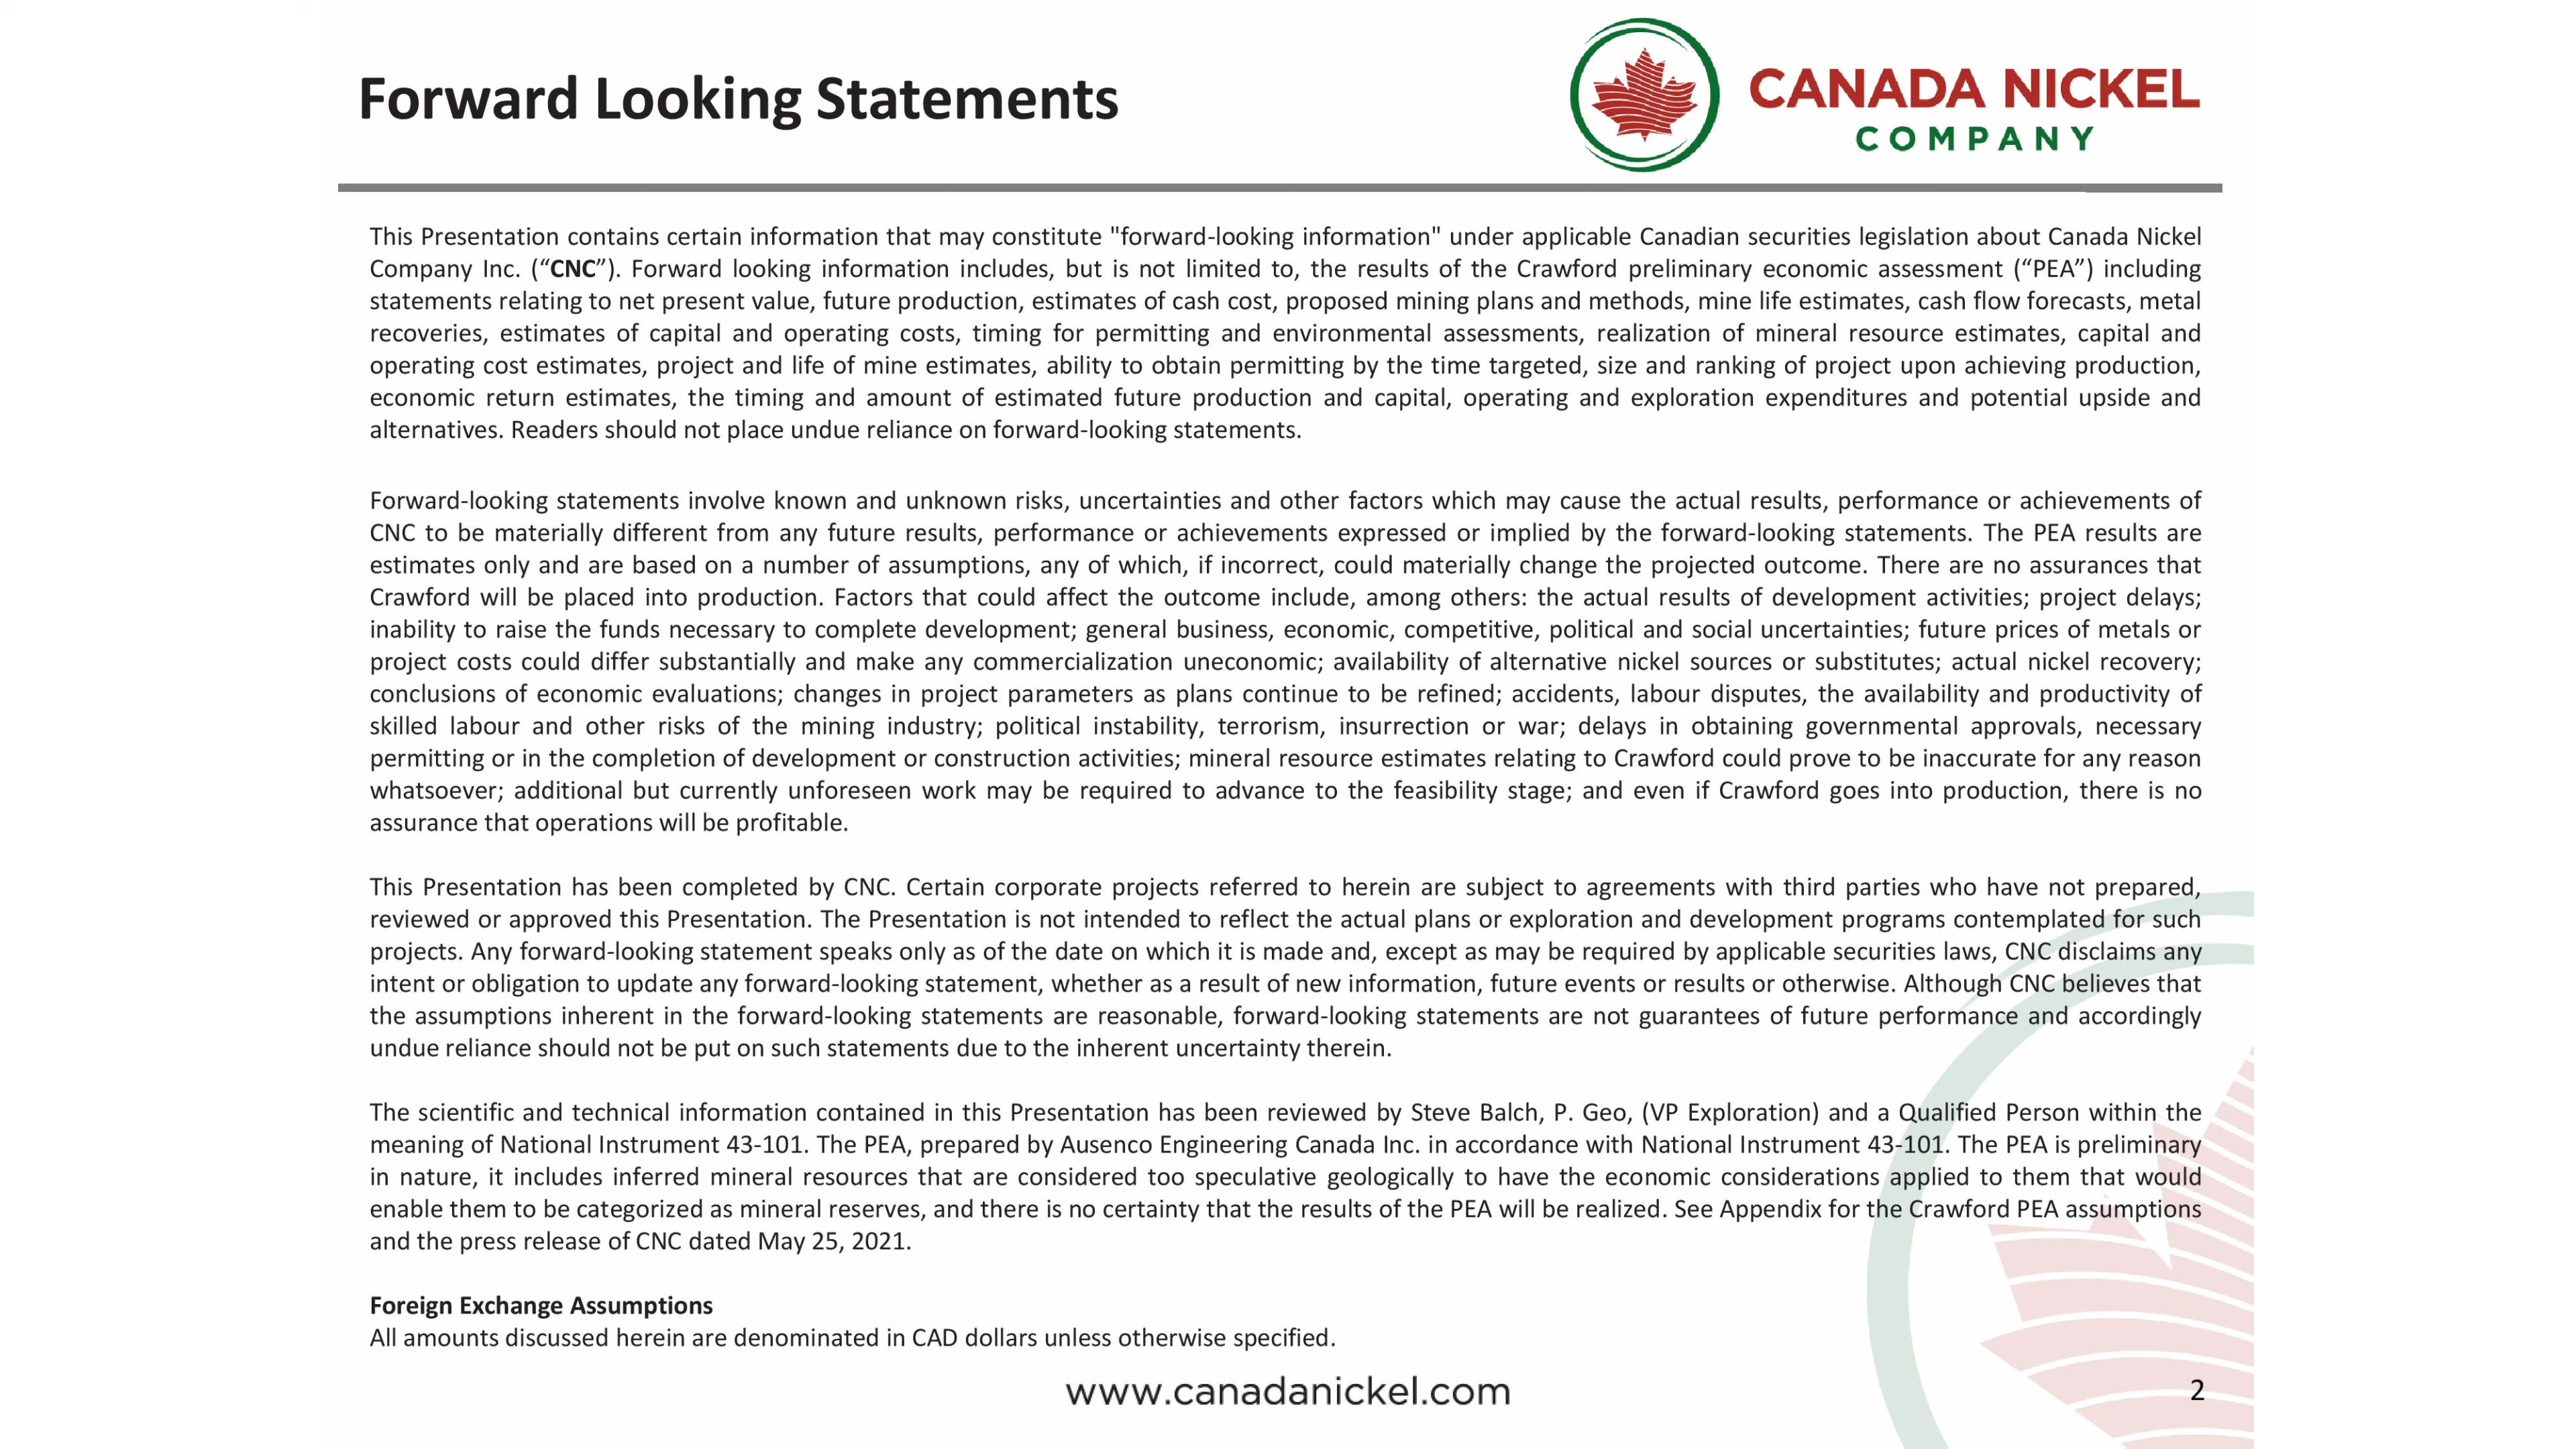 Forward Looking Statements
CANADA NICKEL
COMPANY
This Presentation contains certain information that may constitute "forward-looking information" under applicable Canadian securities legislation about Canada Nickel
Company Inc. (“CNC”). Forward looking information includes, but is not limited to, the results of the Crawford preliminary economic assessment (“PEA”) including
statements relating to net present value, future production, estimates of cash cost, proposed mining plans and methods, mine life estimates, cash flow forecasts, metal
recoveries, estimates of capital and operating costs, timing for permitting and environmental assessments, realization of mineral resource estimates, capital and
operating cost estimates, project and life of mine estimates, ability to obtain permitting by the time targeted, size and ranking of project upon achieving production,
economic return estimates, the timing and amount of estimated future production and capital, operating and exploration expenditures and potential upside and
alternatives. Readers should not place undue reliance on forward-looking statements.
Forward-looking statements involve known and unknown risks, uncertainties and other factors which may cause the actual results, performance or achievements of
CNC to be materially different from any future results, performance or achievements expressed or implied by the forward-looking statements. The PEA results are
estimates only and are based on a number of assumptions, any of which, if incorrect, could materially change the projected outcome. There are no assurances that
Crawford will be placed into production. Factors that could affect the outcome include, among others: the actual results of development activities; project delays;
inability to raise the funds necessary to complete development; general business, economic, competitive, political and social uncertainties; future prices of metals or
project costs could differ substantially and make any commercialization uneconomic; availability of alternative nickel sources or substitutes; actual nickel recovery;
conclusions of economic evaluations; changes in project parameters as plans continue to be refined; accidents, labour disputes, the availability and productivity of
skilled labour and other risks of the mining industry; political instability, terrorism, insurrection or war; delays in obtaining governmental approvals, necessary
permitting or in the completion of development or construction activities; mineral resource estimates relating to Crawford could prove to be inaccurate for any reason
whatsoever; additional but currently unforeseen work may be required to advance to the feasibility stage; and even if Crawford goes into production, there is no
assurance that operations will be profitable.
This Presentation has been completed by CNC. Certain corporate projects referred to herein are subject to agreements with third parties who have not prepared,
reviewed or approved this Presentation. The Presentation is not intended to reflect the actual plans or exploration and development programs contemplated for such
projects. Any forward-looking statement speaks only as of the date on which it is made and, except as may be required by applicable securities laws, CNC disclaims any
intent or obligation to update any forward-looking statement, whether as a result of new information, future events or results or otherwise. Although CNC believes that
the assumptions inherent in the forward-looking statements are reasonable, forward-looking statements are not guarantees of future performance and accordingly
undue reliance should not be put on such statements due to the inherent uncertainty therein.
The scientific and technical information contained in this Presentation has been reviewed by Steve Balch, P. Geo, (VP Exploration) and a Qualified Person within the
meaning of National Instrument 43-101. The PEA, prepared by Ausenco Engineering Canada Inc. in accordance with National Instrument 43-101. The PEA is preliminary
in nature, it includes inferred mineral resources that are considered too speculative geologically to have the economic considerations applied to them that would
enable them to be categorized as mineral reserves, and there is no certainty that the results of the PEA will be realized. See Appendix for the Crawford PEA assumptions
and the press release of CNC dated May 25, 2021.
Foreign Exchange Assumptions
All amounts discussed herein are denominated in CAD dollars unless otherwise specified.
www.canadanickel.com
2